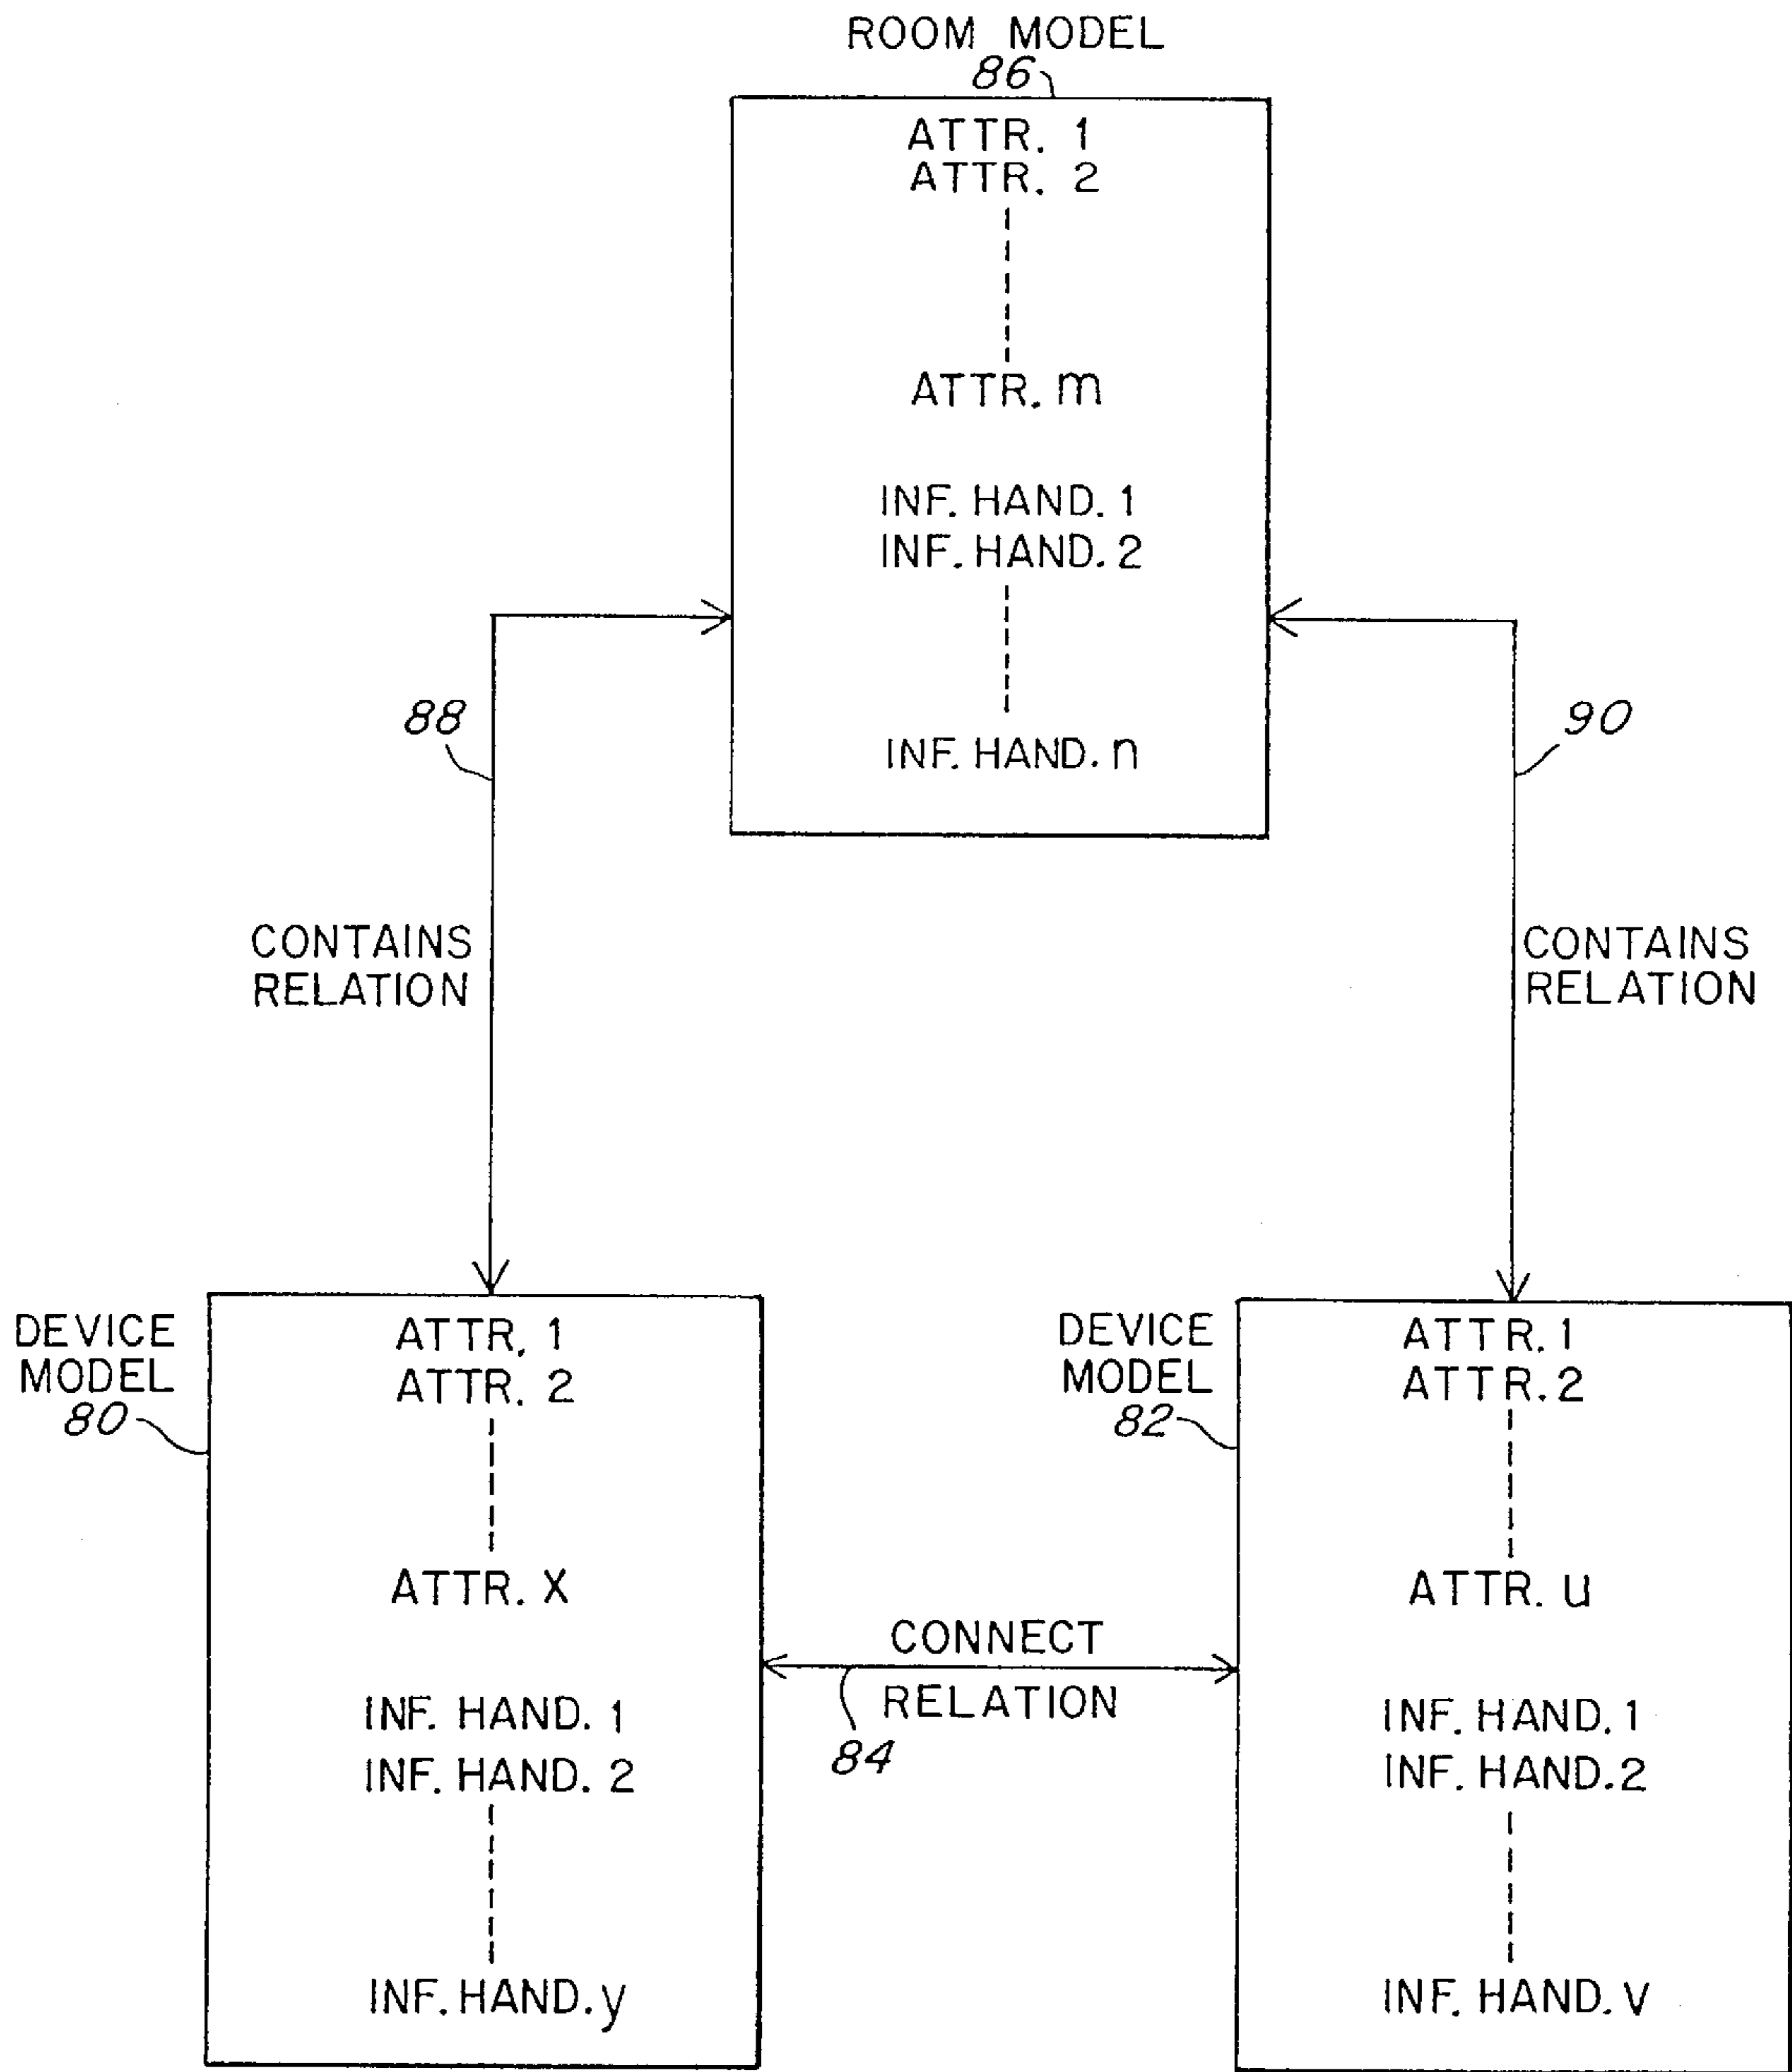 ROOM MODEL
86
ATTR. 1
ATTR. 2
ATTR. m
INF. HAND. 1
INF. HAND. 2
INF. HAND. n
88
90
CONTAINS
RELATION
CONTAINS
RELATION
DEVICE
MODEL
80
ATTR. 1
ATTR. 2
ATTR. X
INF. HAND. 1
INF. HAND. 2
INF. HAND. y
CONNECT
RELATION
84
DEVICE
MODEL
82
ATTR. 1
ATTR. 2
ATTR. u
INF. HAND. 1
INF. HAND. 2
INF. HAND. V